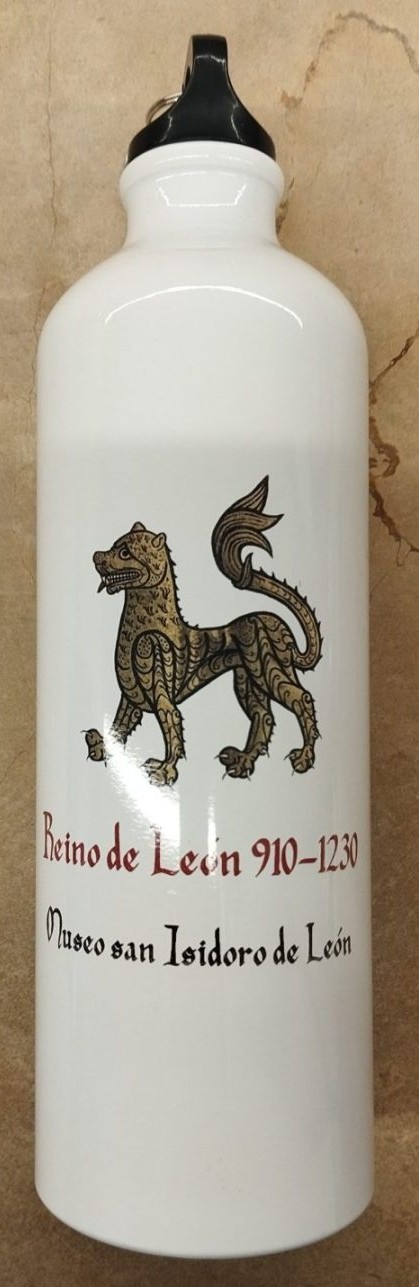 Reino de León 910-1230
Museo san Isidoro de León